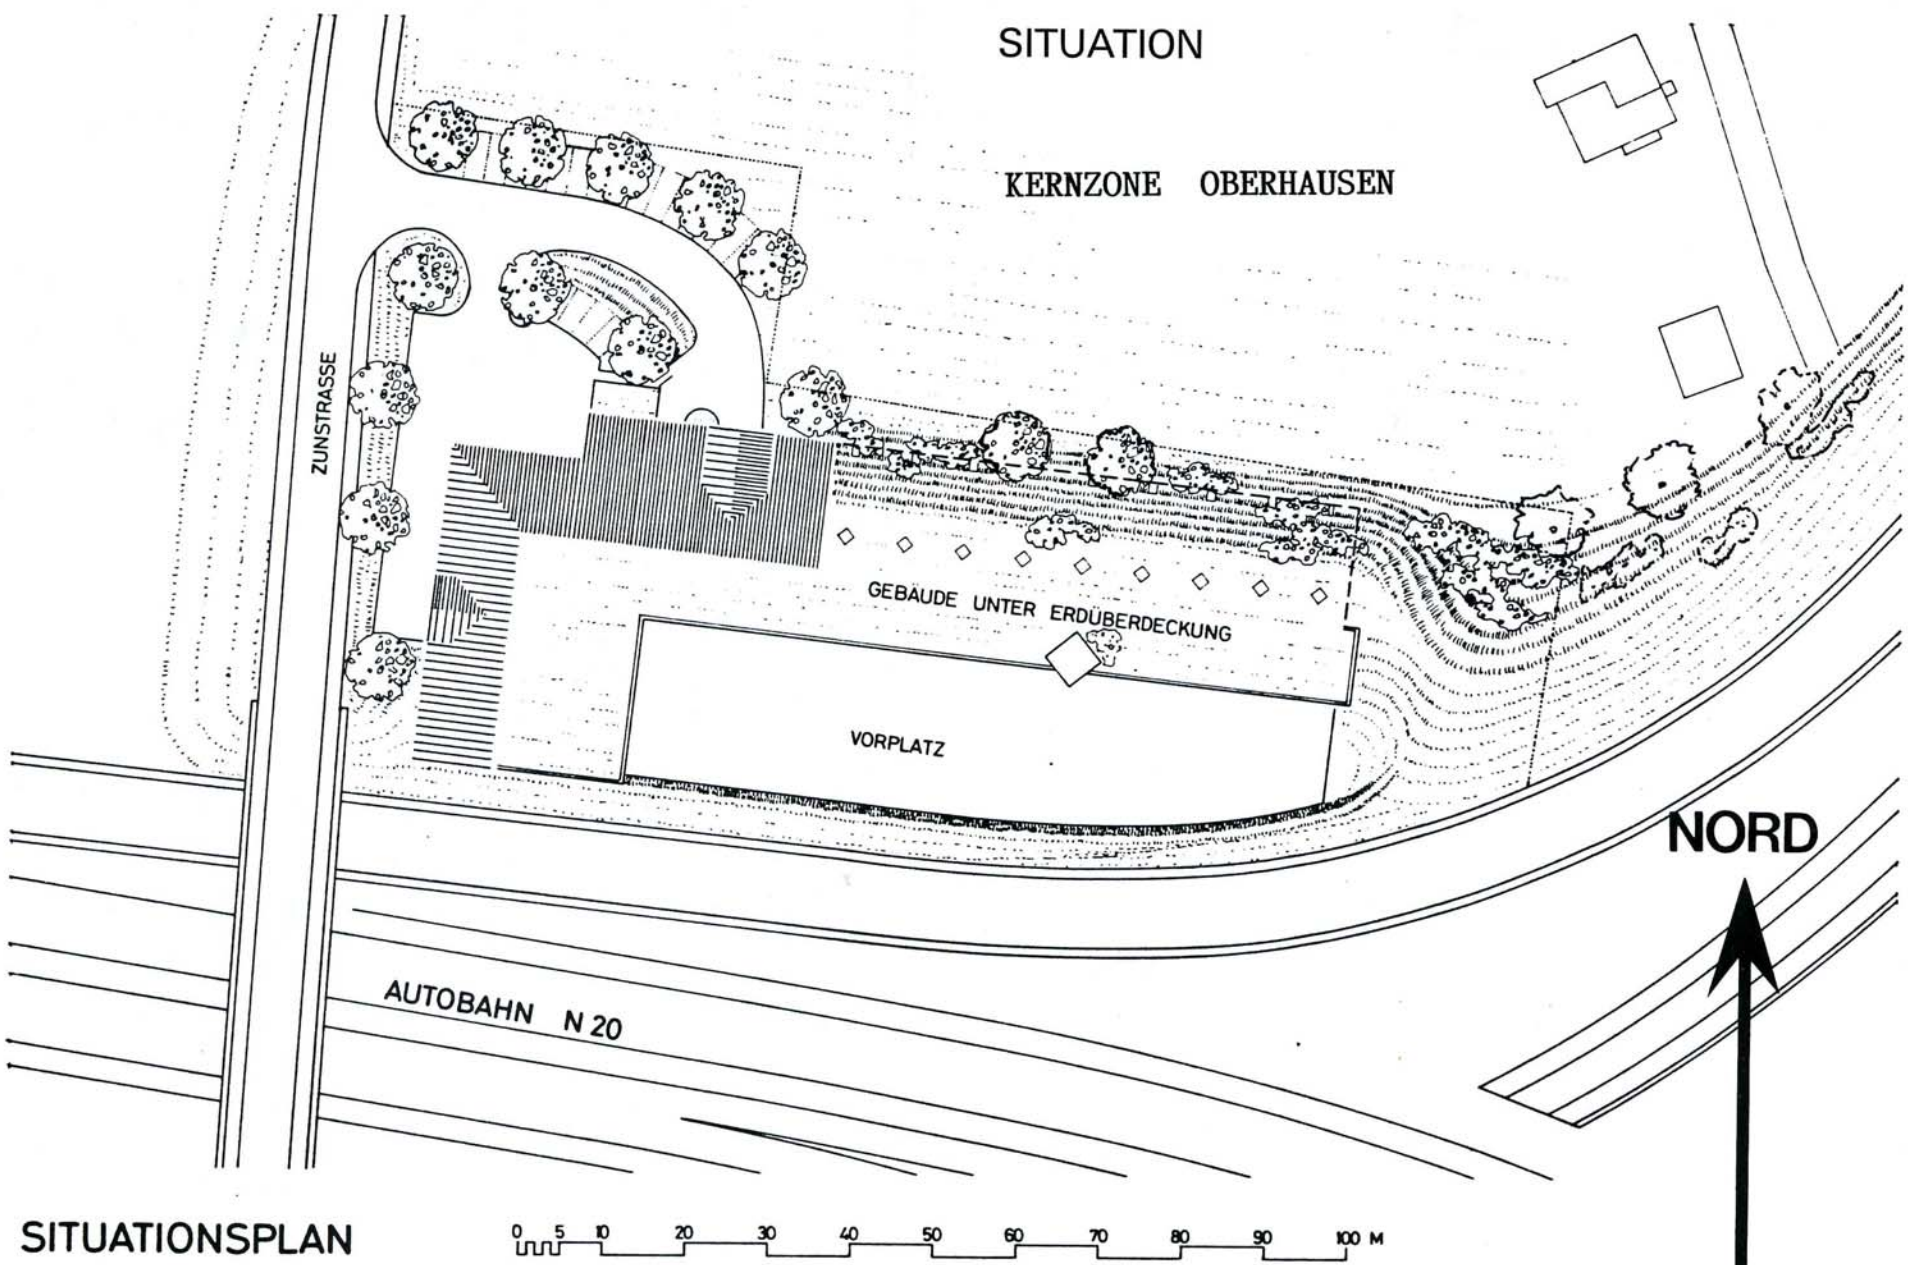 SITUATION
KERNZONE OBERHAUSEN
ZUNSTRASSE
GEBÄUDE UNTER ERDÜBERDECKUNG
VORPLATZ
NORD
AUTOBAHN N 20
SITUATIONSPLAN
0 5 10 20 30 40 50 60 70 80 90 100 M